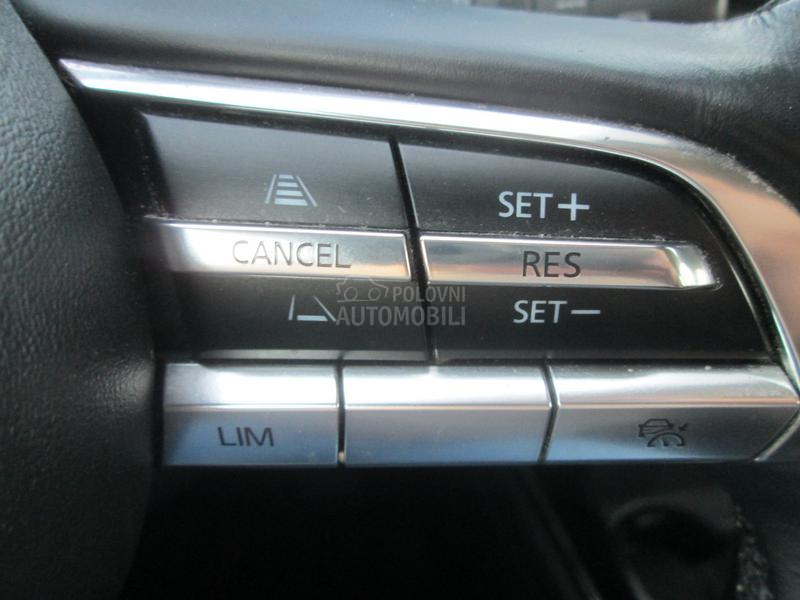 SET+
CANCEL RES
SET-
POLOVNI
AUTOMOBILI
LIM